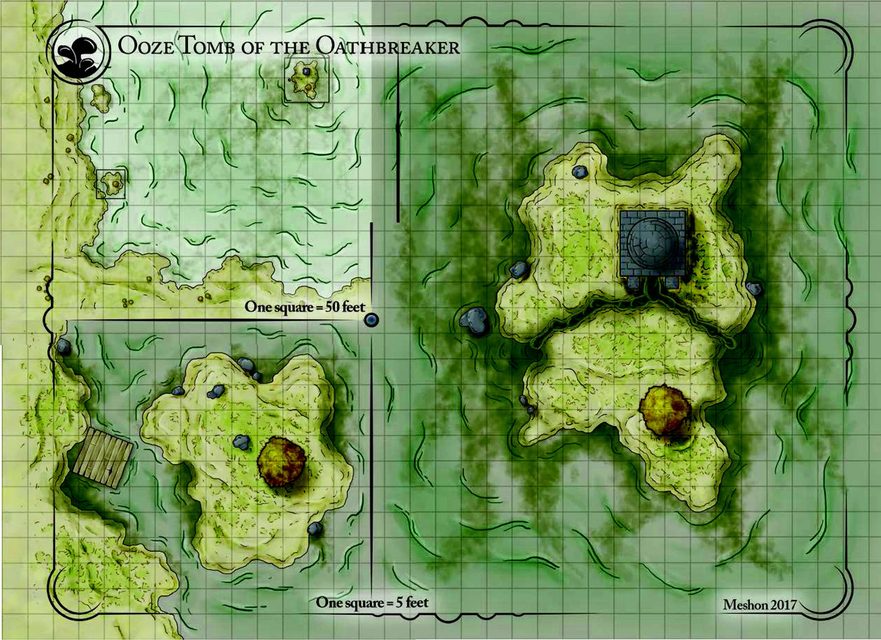 Ooze Tomb of the Oathbreaker
One square = 50 feet
One square = 5 feet
Meshon 2017